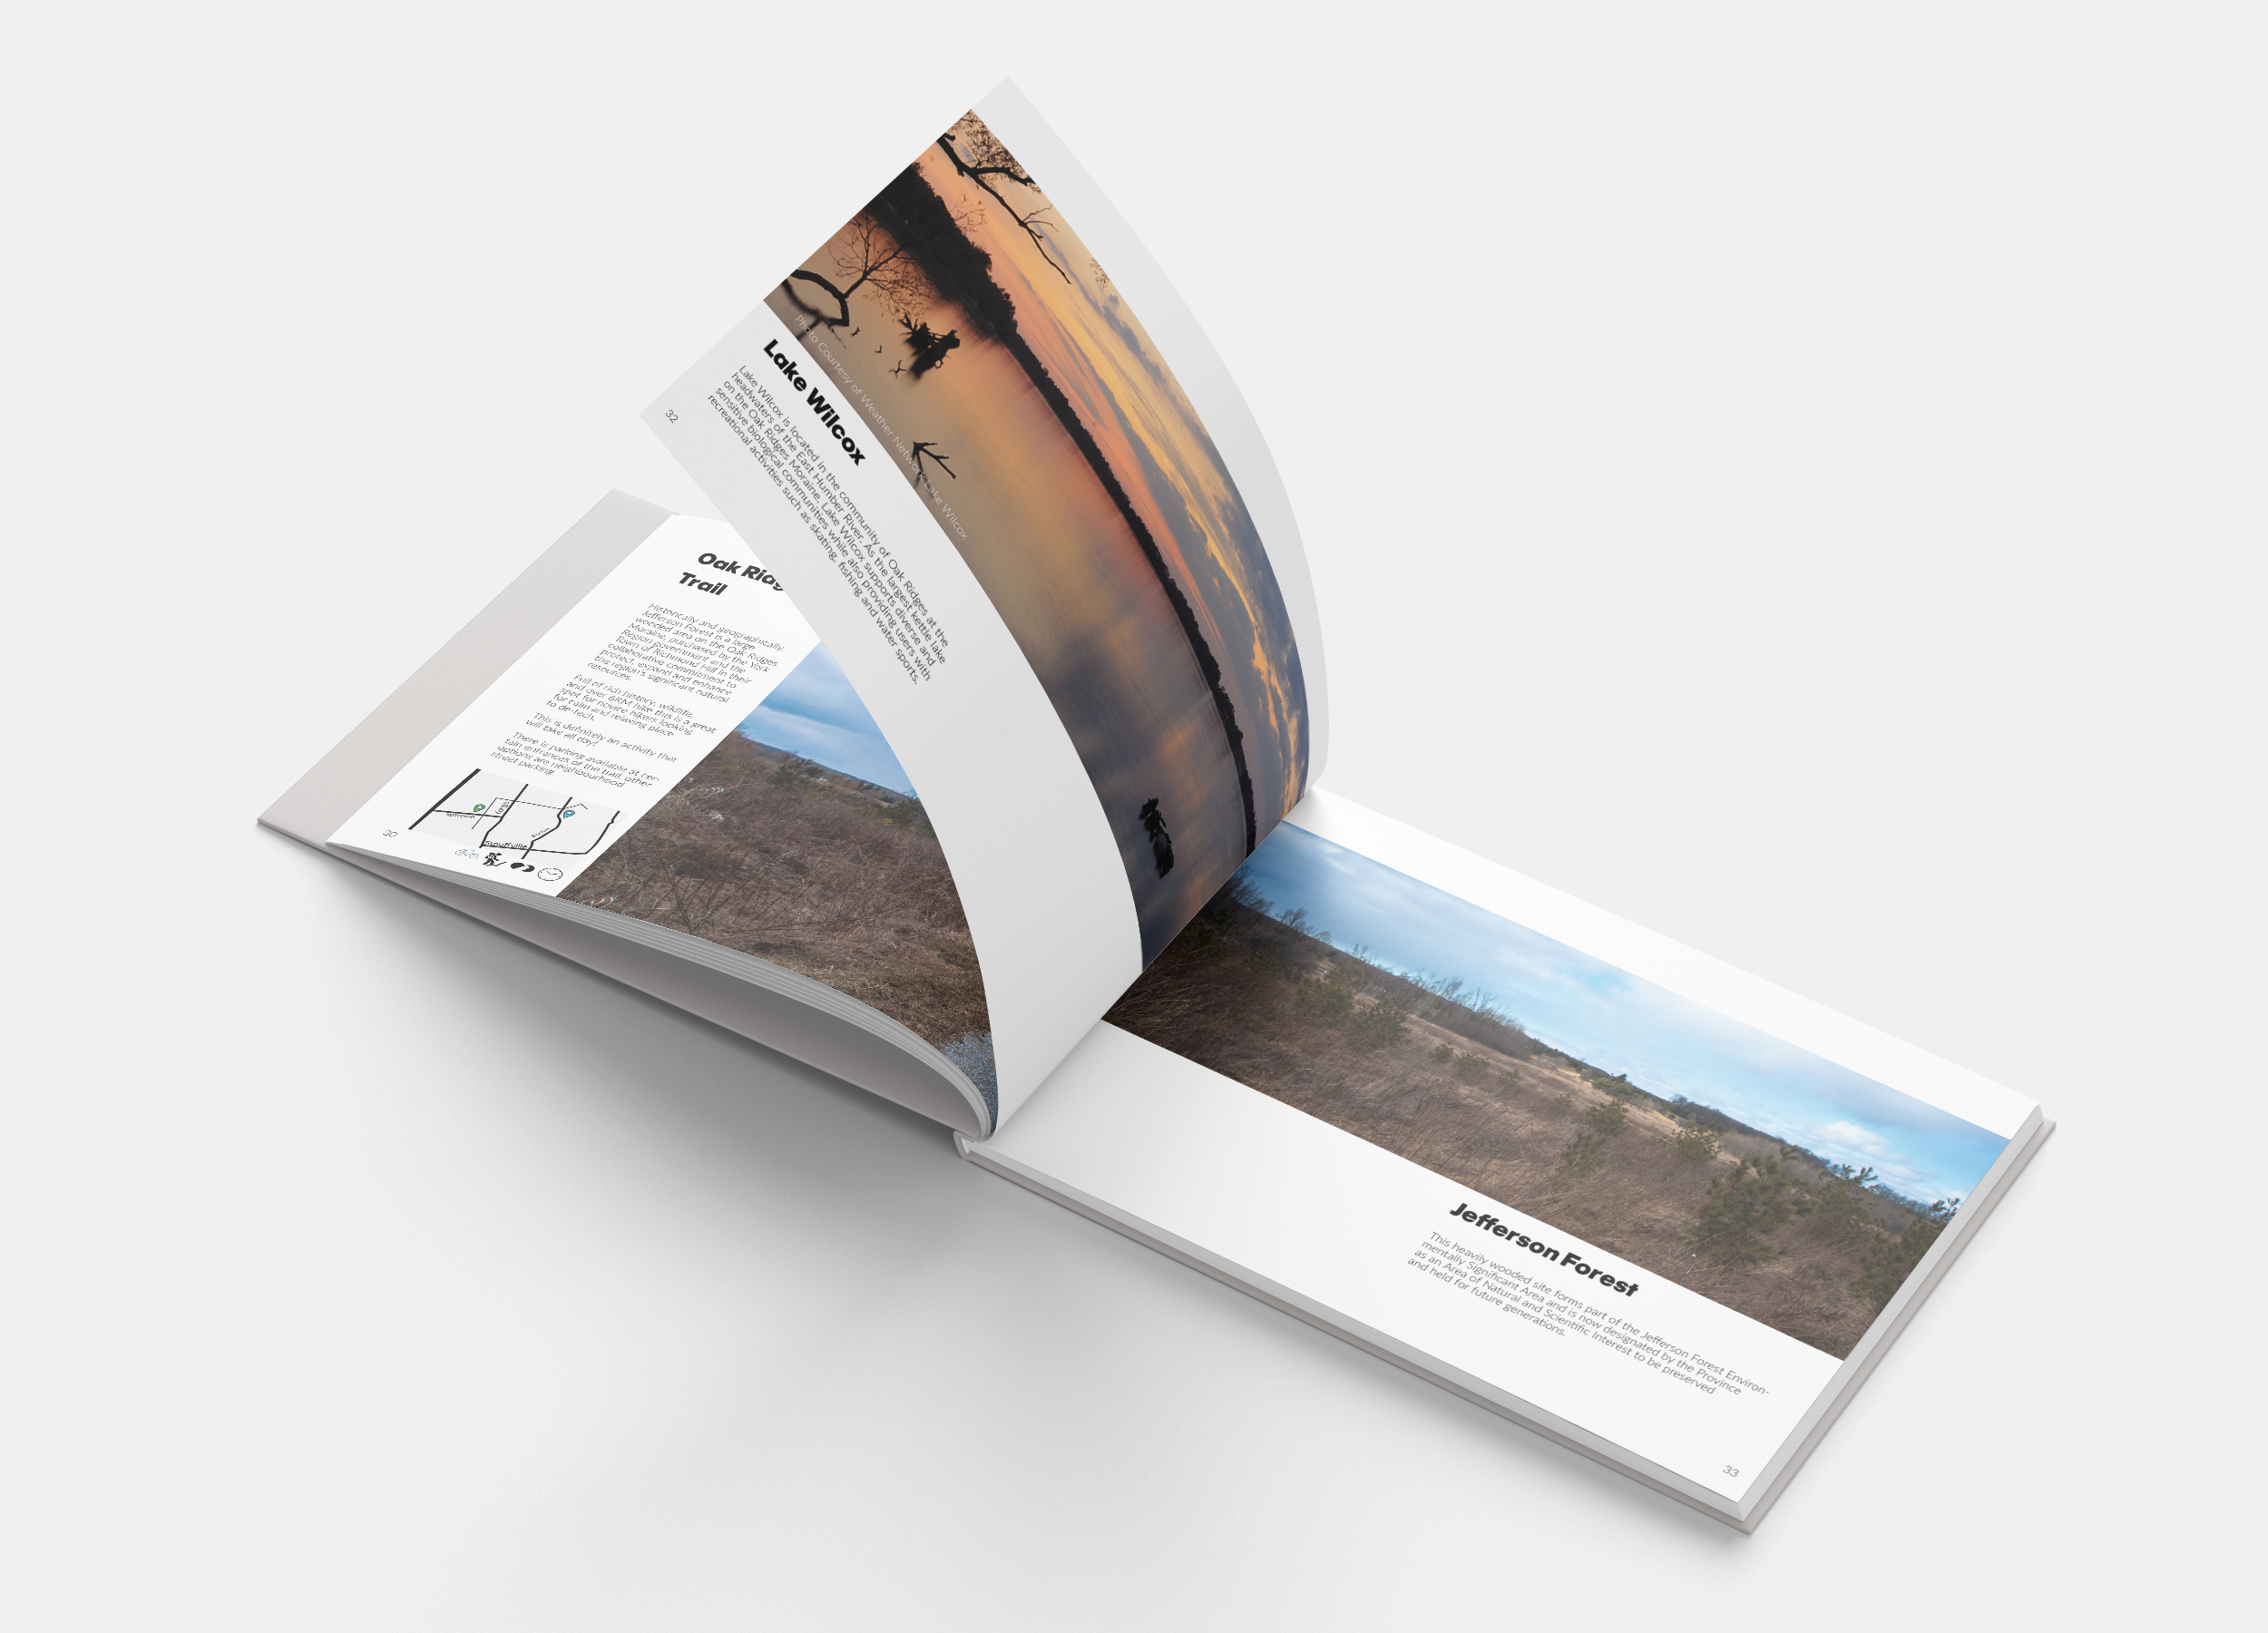 Oak Ridg
Trail
Historically and geographically,
Jefferson Forest is a large
wooded area on the Oak Ridges
Moraine, purchased by the York
Region government and the
Town of Richmond Hill in their
collaborative commitment to
protect, expand and enhance
the region's significant natural
resources.
Full of rich history, wildlife,
and over 6KM hike this is a great
spot for novice hikers looking
for calm and relaxing place
to de-tech.
This is definitely an activity that
will take all day!
There is parking available at cer-
tain entrances of the trail, other
options are neighbourhood
street parking.
Stouffville
30
Photo Courtesy of Weather Network Lake Wilcox
Lake Wilcox
Lake Wilcox is located in the community of Oak Ridges at the
headwaters of the East Humber River. As the largest kettle lake
on the Oak Ridges Moraine, Lake Wilcox supports diverse and
sensitive biological communities while also providing users with
recreational activities such as skating, fishing and water sports.
32
Jefferson Forest
This heavily wooded site forms part of the Jefferson Forest Environ-
mentally Significant Area and is now designated by the Province
as an Area of Natural and Scientific Interest to be preserved
and held for future generations.
33